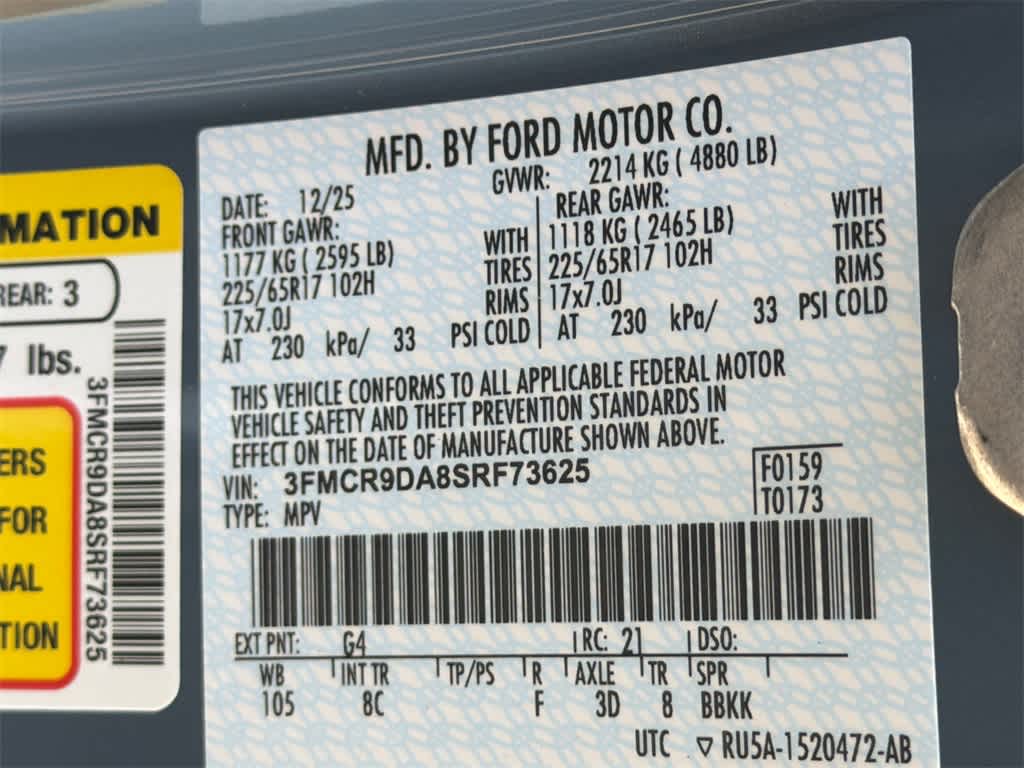 MATION
REAR: 3
7 lbs.
ERS
FOR
NAL
TION
3FMCR9DA8SRF73625
MFD. BY FORD MOTOR CO.
DATE: 12/25 GVWR: 2214 KG ( 4880 LB)
FRONT GAWR: REAR GAWR:
1177 KG ( 2595 LB) WITH 1118 KG ( 2465 LB) WITH
225/65R17 102H TIRES 225/65R17 102H TIRES
17x7.0J RIMS 17x7.0J RIMS
AT 230 kPa/ 33 PSI COLD AT 230 kPa/ 33 PSI COLD
THIS VEHICLE CONFORMS TO ALL APPLICABLE FEDERAL MOTOR
VEHICLE SAFETY AND THEFT PREVENTION STANDARDS IN
EFFECT ON THE DATE OF MANUFACTURE SHOWN ABOVE.
VIN: 3FMCR9DA8SRF73625 F0159
TYPE: MPV T0173
EXT PNT: G4 RC: 21 DSO:
WB INT TR TP/PS R AXLE TR SPR
105 8C F 3D 8 BBKK
UTC ▽ RU5A-1520472-AB